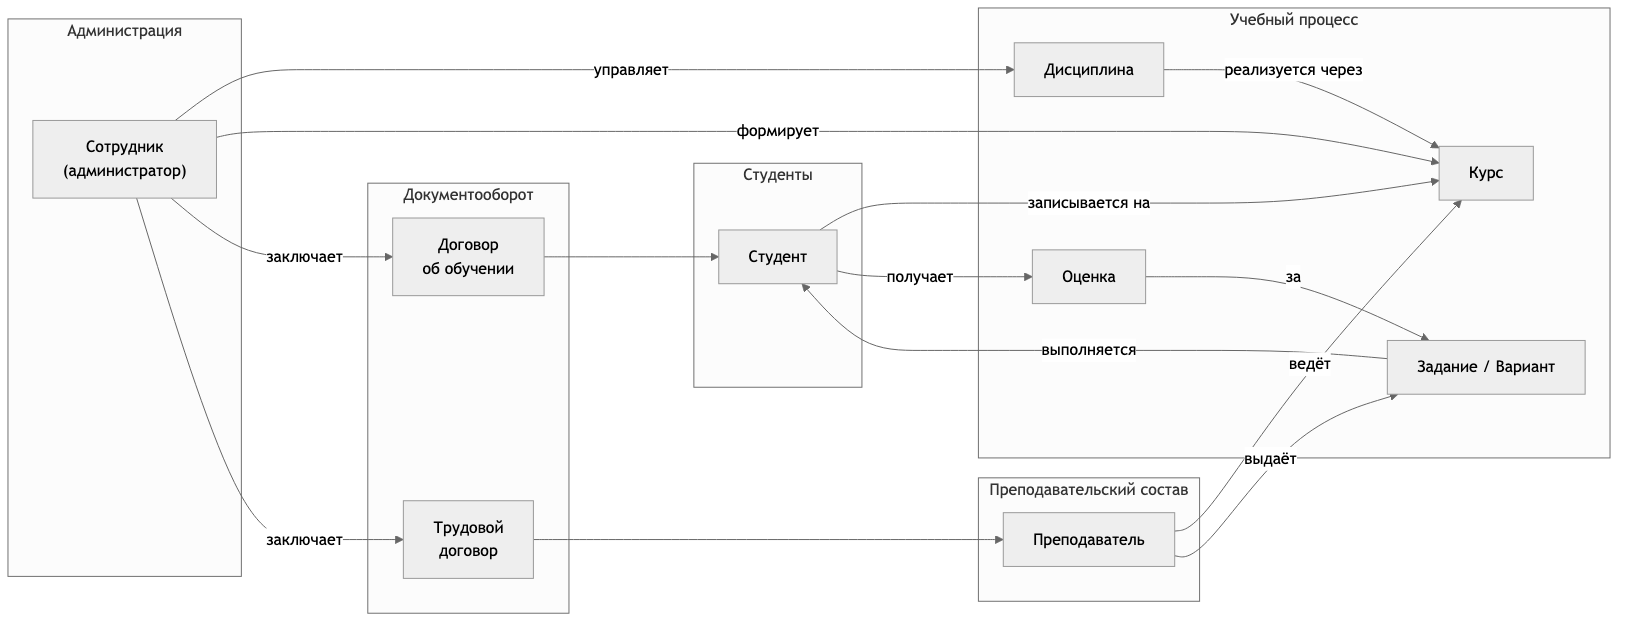 Администрация
Учебный процесс
управляет
Дисциплина
реализуется через
формирует
Сотрудник
(администратор)
Студенты
Курс
Документооборот
записывается на
Договор
об обучении
заключает
Студент
получает
Оценка
за
выполняется
ведёт
Задание / Вариант
выдаёт
Преподавательский состав
Трудовой
договор
заключает
Преподаватель